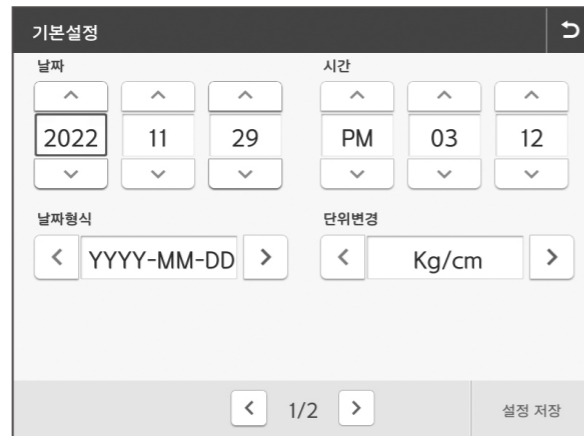 기본설정
날짜 시간
2022 11 29 PM 03 12
날짜형식 단위변경
YYYY-MM-DD Kg/cm
1/2 설정 저장